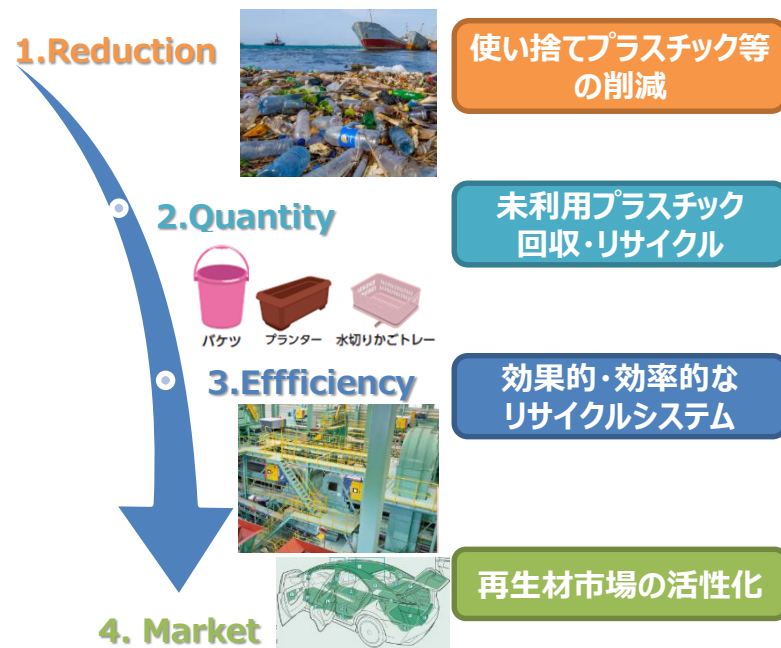 1.Reduction
使い捨てプラスチック等
の削減
2.Quantity
未利用プラスチック
回収・リサイクル
バケツ
プランター
水切りかごトレー
3.Effficiency
効果的・効率的な
リサイクルシステム
再生材市場の活性化
4. Market